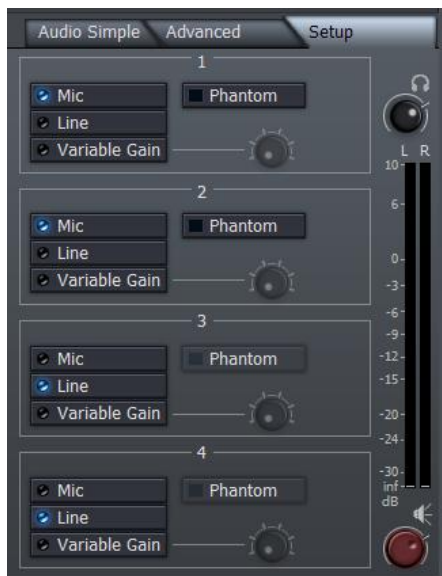 Audio Simple Advanced Setup
1
Mic Phantom
Line
Variable Gain
2
Mic Phantom
Line
Variable Gain
3
Mic Phantom
Line
Variable Gain
4
Mic Phantom
Line
Variable Gain
L R
10
6
0
-3
-6
-9
-12
-15
-20
-24
-30
inf
dB